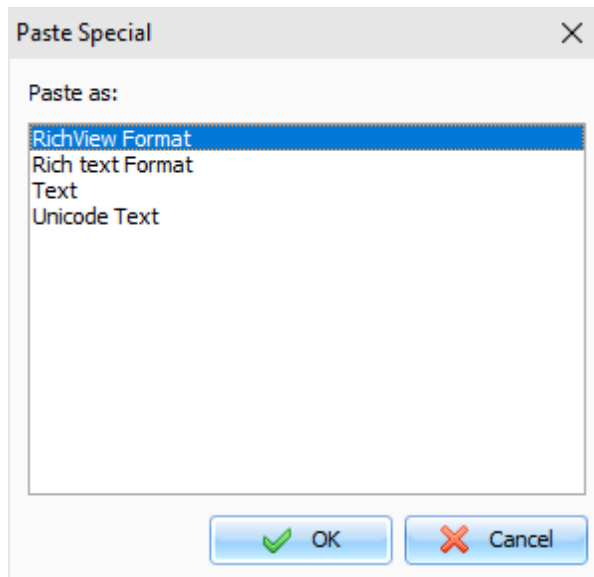 Paste Special
Paste as:
RichView Format
Rich text Format
Text
Unicode Text
OK
Cancel